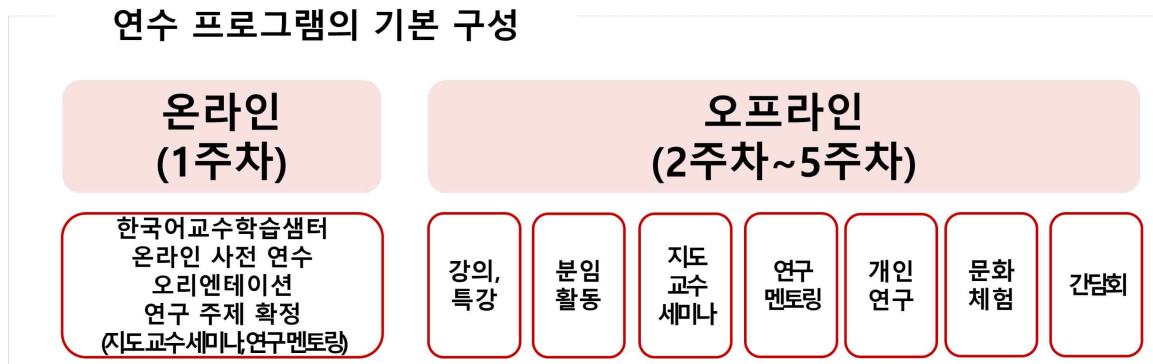 연수 프로그램의 기본 구성
온라인
(1주차)
오프라인
(2주차~5주차)
한국어교수학습샘터
온라인 사전 연수
오리엔테이션
연구 주제 확정
(지도교수세미나,연구멘토링)
강의,
특강
분임
활동
지도
교수
세미나
연구
멘토링
개인
연구
문화
체험
간담회